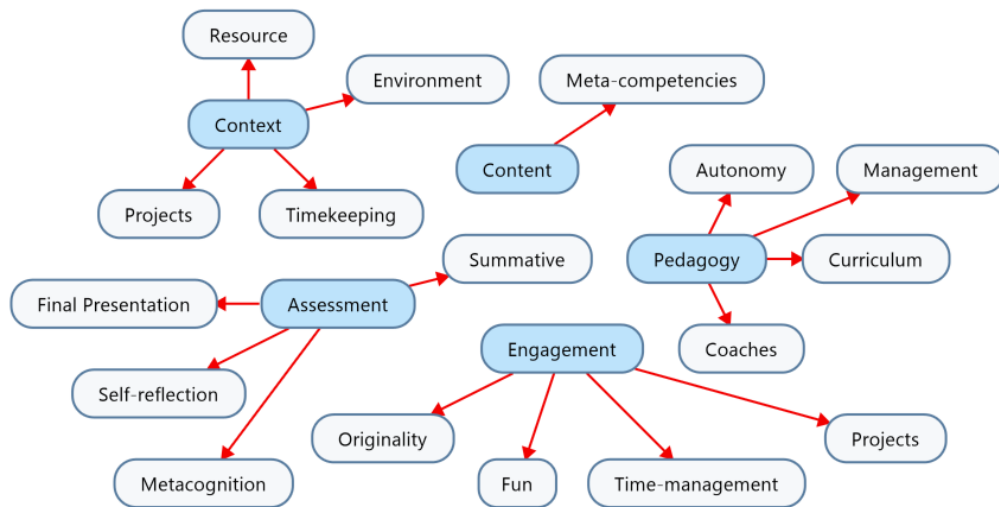 Resource
Environment
Meta-competencies
Context
Content
Autonomy
Management
Projects
Timekeeping
Summative
Pedagogy
Curriculum
Final Presentation
Assessment
Engagement
Coaches
Self-reflection
Originality
Projects
Metacognition
Fun
Time-management